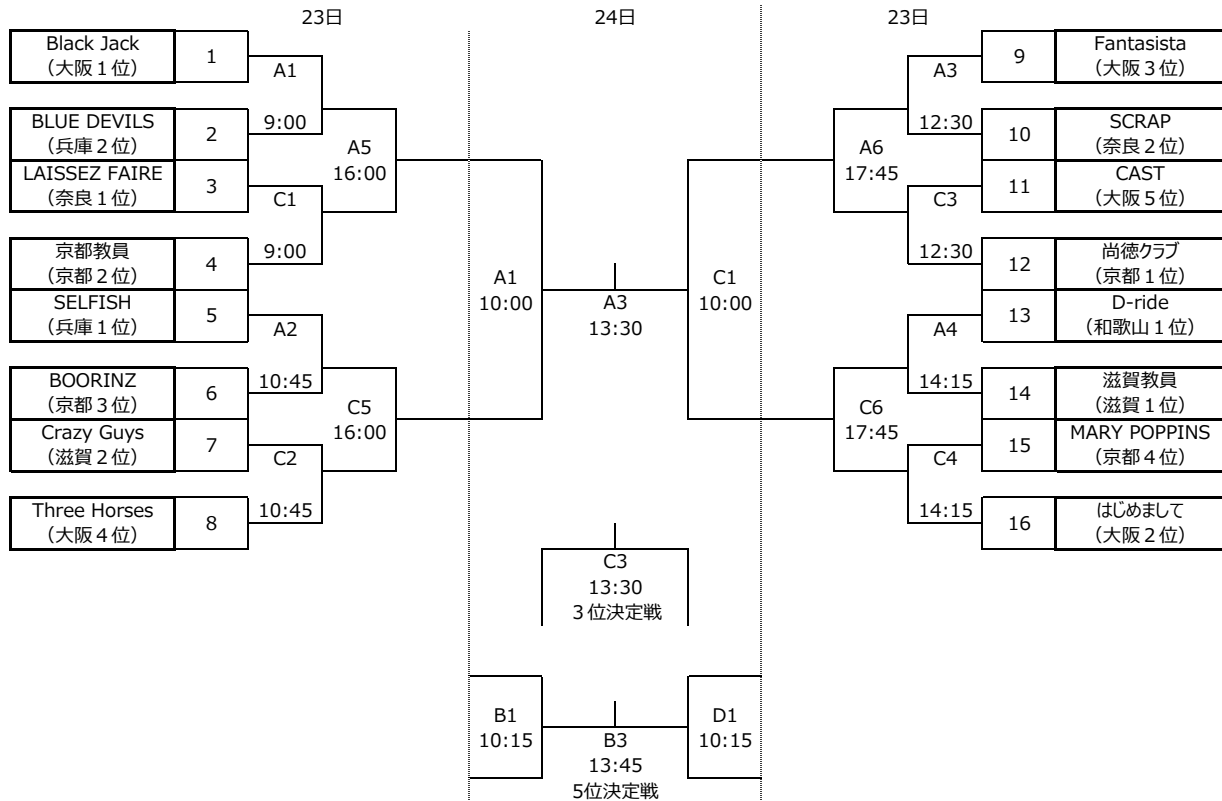 23日
24日
23日
Black Jack
（大阪１位）
1
BLUE DEVILS
（兵庫２位）
2
LAISSEZ FAIRE
（奈良１位）
3
京都教員
（京都２位）
4
SELFISH
（兵庫１位）
5
BOORINZ
（京都３位）
6
Crazy Guys
（滋賀２位）
7
Three Horses
（大阪４位）
8
A1
9:00
C1
9:00
A2
10:45
C2
10:45
A5
16:00
C5
16:00
A1
10:00
A3
13:30
C1
10:00
C3
13:30
３位決定戦
B1
10:15
B3
13:45
5位決定戦
D1
10:15
A6
17:45
C6
17:45
A3
12:30
C3
12:30
A4
14:15
C4
14:15
9
Fantasista
（大阪３位）
10
SCRAP
（奈良２位）
11
CAST
（大阪５位）
12
尚徳クラブ
（京都１位）
13
D-ride
（和歌山１位）
14
滋賀教員
（滋賀１位）
15
MARY POPPINS
（京都４位）
16
はじめまして
（大阪２位）